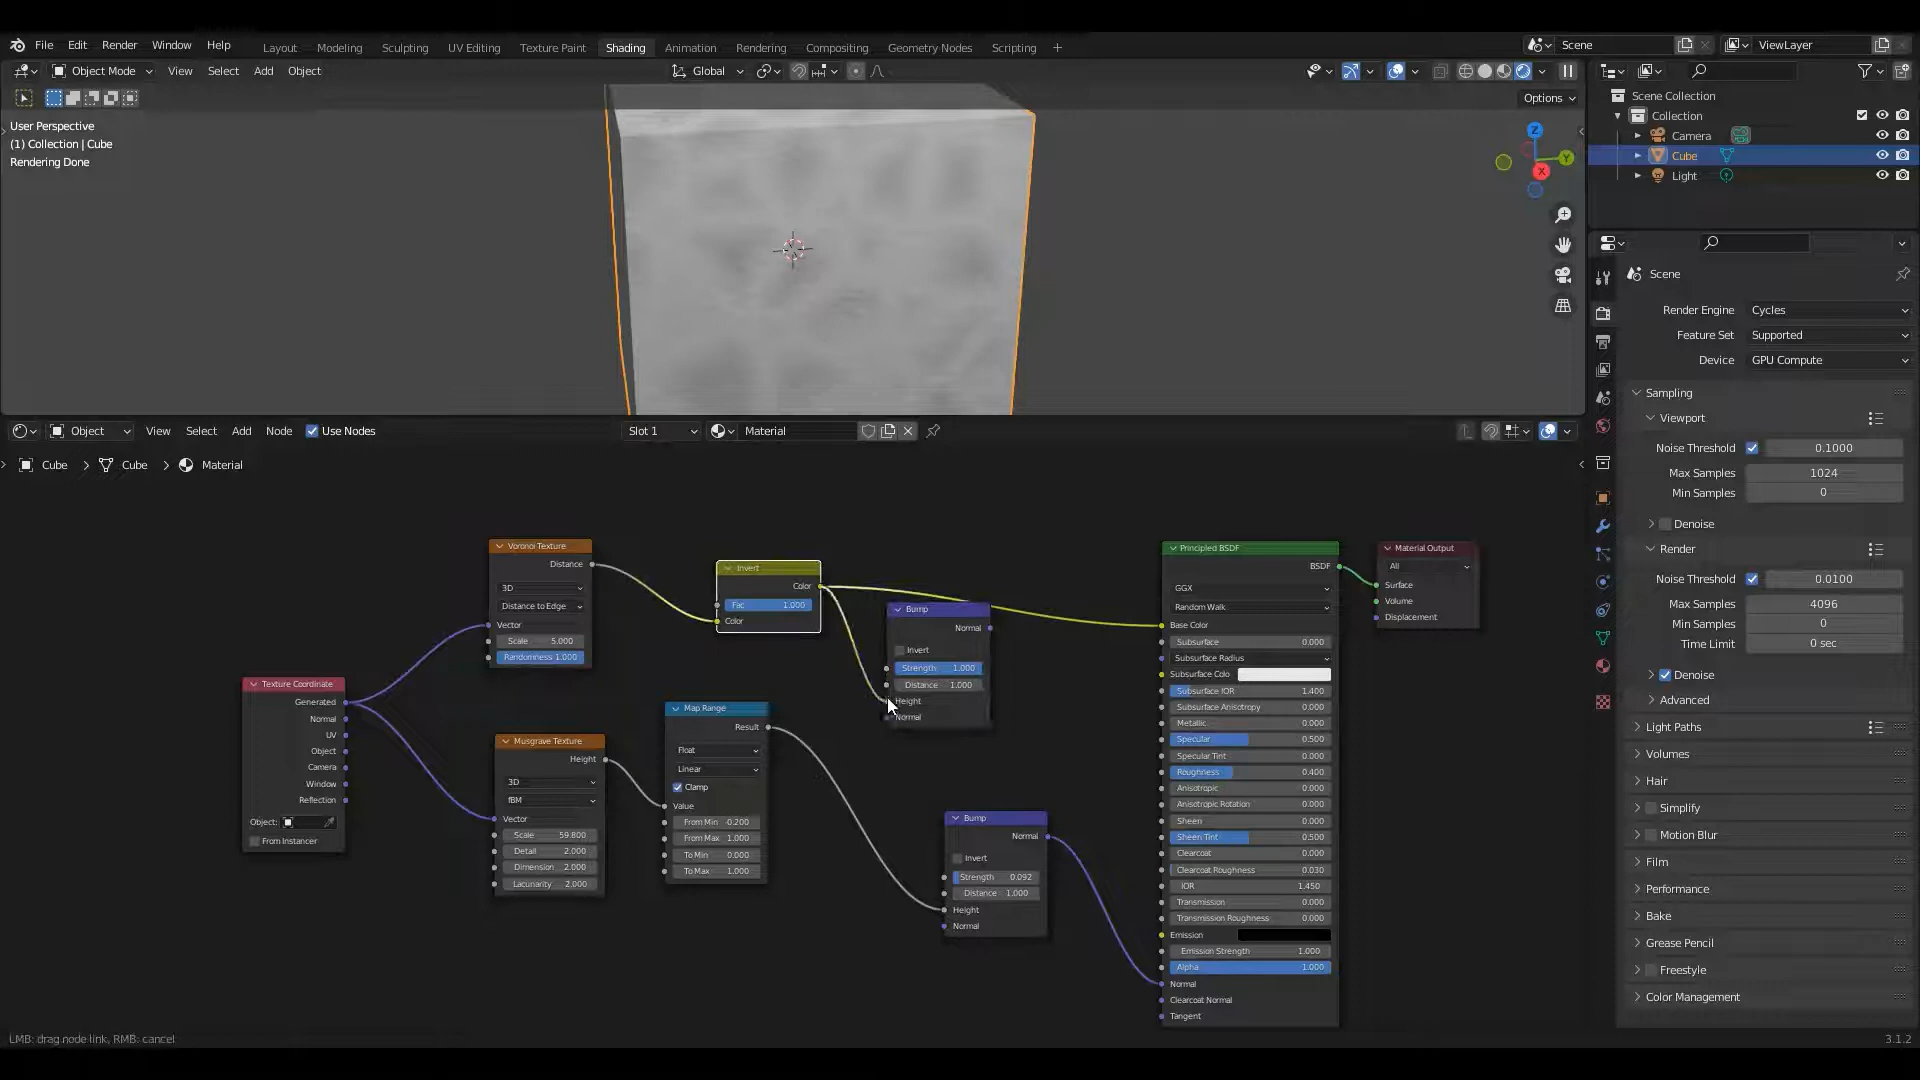 File Edit Render Window Help Layout Modeling Sculpting UV Editing Texture Paint Shading Animation Rendering Compositing Geometry Nodes Scripting + Scene ViewLayer
Object Mode View Select Add Object Global
Options
User Perspective
(1) Collection | Cube
Rendering Done
Z
Y
X
Scene Collection
Collection
Camera
Cube
Light
Scene
Render Engine Cycles
Feature Set Supported
Device GPU Compute
Sampling
Viewport
Noise Threshold 0.1000
Max Samples 1024
Min Samples 0
Denoise
Render
Noise Threshold 0.0100
Max Samples 4096
Min Samples 0
Time Limit 0 sec
Denoise
Advanced
Light Paths
Volumes
Hair
Simplify
Motion Blur
Film
Performance
Bake
Grease Pencil
Freestyle
Color Management
Object View Select Add Node Use Nodes Slot 1 Material
Cube Cube Material
Texture Coordinate
Generated
Normal
UV
Object
Camera
Window
Reflection
Object:
From Instancer
Voronoi Texture
Distance
3D
Distance to Edge
Vector
Scale 5.000
Randomness 1.000
Musgrave Texture
Height
3D
fBM
Vector
Scale 59.800
Detail 2.000
Dimension 2.000
Lacunarity 2.000
Invert
Color
Fac 1.000
Color
Map Range
Result
Float
Linear
Clamp
Value
From Min -0.200
From Max 1.000
To Min 0.000
To Max 1.000
Bump
Normal
Invert
Strength 1.000
Distance 1.000
Height
Normal
Bump
Normal
Invert
Strength 0.092
Distance 1.000
Height
Normal
Principled BSDF
BSDF
GGX
Random Walk
Base Color
Subsurface 0.000
Subsurface Radius
Subsurface Colo
Subsurface IOR 1.400
Subsurface Anisotropy 0.000
Metallic 0.000
Specular 0.500
Specular Tint 0.000
Roughness 0.400
Anisotropic 0.000
Anisotropic Rotation 0.000
Sheen 0.000
Sheen Tint 0.500
Clearcoat 0.000
Clearcoat Roughness 0.030
IOR 1.450
Transmission 0.000
Transmission Roughness 0.000
Emission
Emission Strength 1.000
Alpha 1.000
Normal
Clearcoat Normal
Tangent
Material Output
All
Surface
Volume
Displacement
LMB: drag node link, RMB: cancel
3.1.2